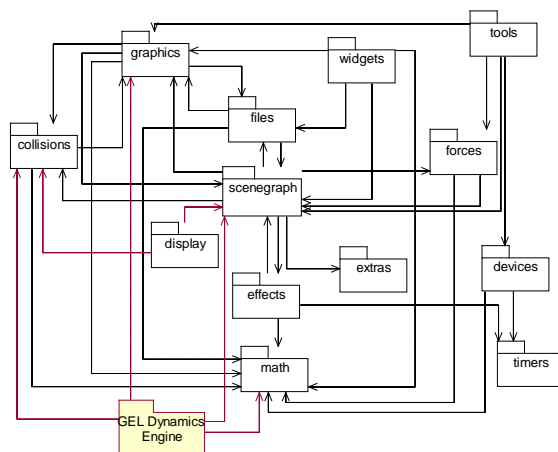 tools
graphics
widgets
files
collisions
forces
scenegraph
display
devices
extras
effects
timers
math
GEL Dynamics
Engine